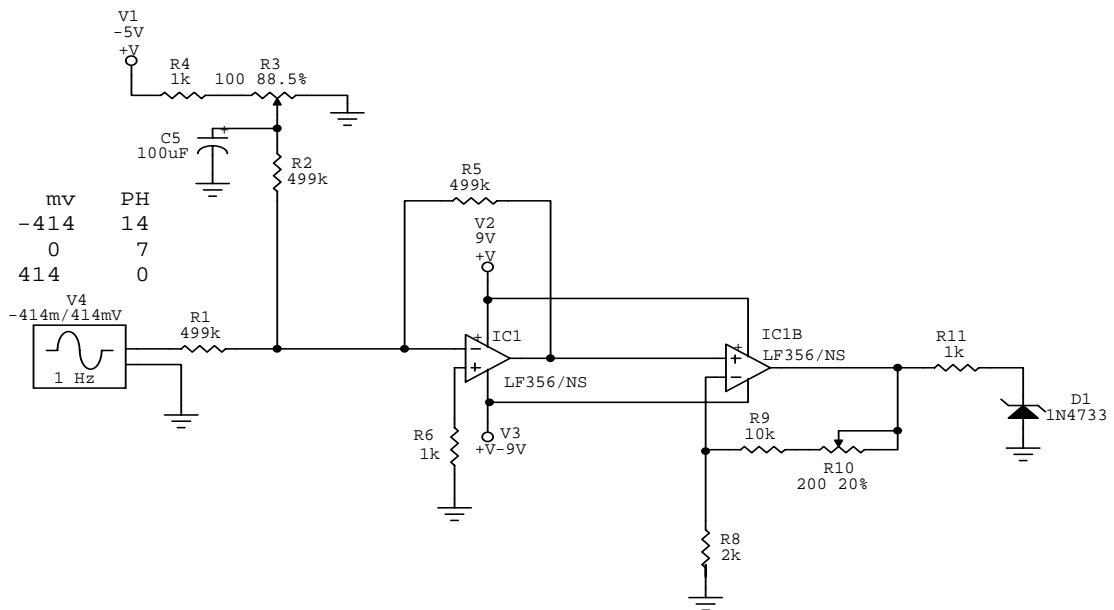 V1
-5V
+V
R4
1k
R3
100 88.5%
C5
+
100uF
R2
499k
R5
499k
mv PH
-414 14
0 7
414 0
V2
9V
+V
V4
-414m/414mV
1 Hz
R1
499k
IC1
LF356/NS
+
−
+
IC1B
LF356/NS
+
+
−
R11
1k
D1
1N4733
R6
1k
V3
+V-9V
R9
10k
R10
200 20%
R8
2k